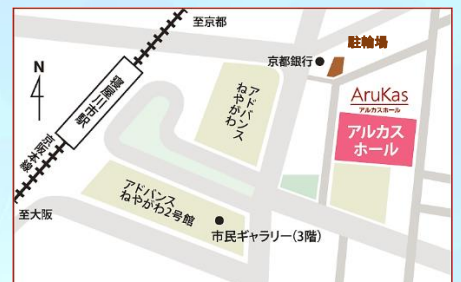 至京都
駐輪場
京都銀行
N
寝屋川市駅
アドバンス
ねやがわ
AruKas
アルカスホール
アルカス
ホール
京阪本線
アドバンス
ねやがわ2号館
至大阪
市民ギャラリー(3階)